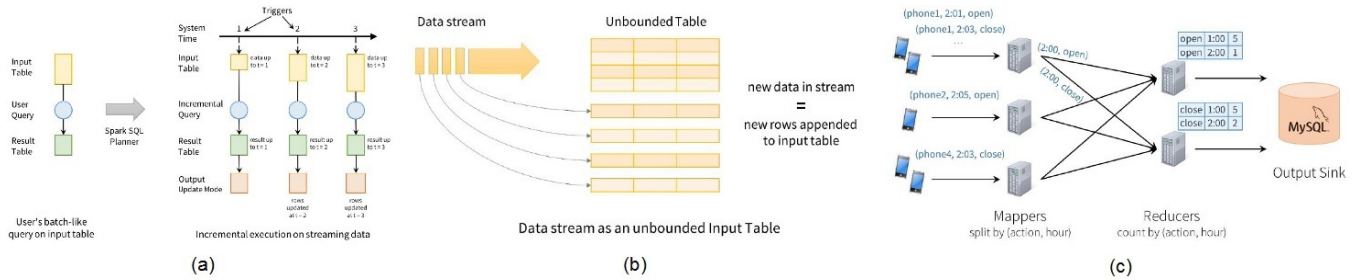 Triggers
System
Time
1
2
3
Input
Table
User
Query
Result
Table
Spark SQL
Planner
Input
Table
data up
to t = 1
data up
to t = 2
data up
to t = 3
Incremental
Query
Result
Table
result up
to t = 1
result up
to t = 2
result up
to t = 3
Output
Update Mode
rows
updated
at t = 2
rows
updated
at t = 3
User's batch-like
query on input table
Incremental execution on streaming data
(a)
Data stream
Unbounded Table
new data in stream
=
new rows appended
to input table
Data stream as an unbounded Input Table
(b)
(phone1, 2:01, open)
(phone1, 2:03, close)
...
(phone2, 2:05, open)
(phone4, 2:03, close)
(2:00, open)
(2:00, close)
open 1:00 5
open 2:00 1
close 1:00 5
close 2:00 2
MySQL
Output Sink
Mappers
split by (action, hour)
Reducers
count by (action, hour)
(c)